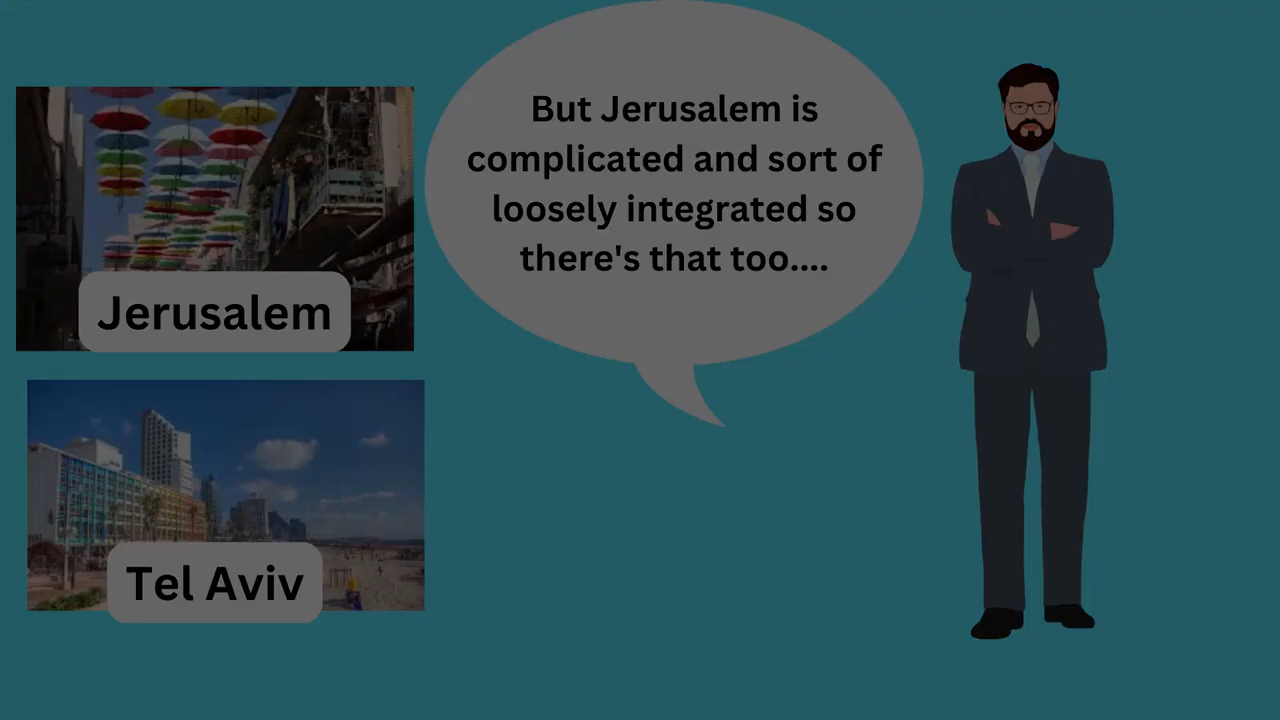 But Jerusalem is
complicated and sort of
loosely integrated so
there's that too....
Jerusalem
Tel Aviv